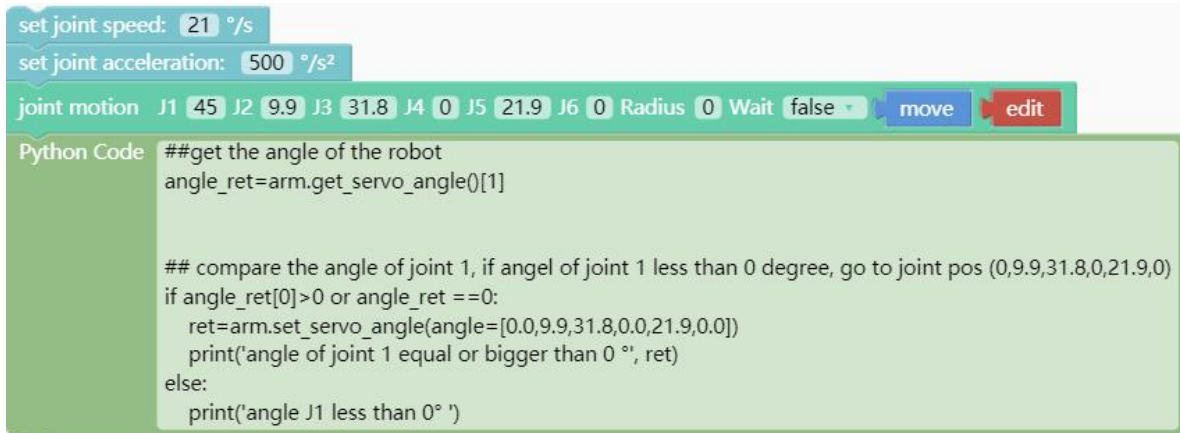 set joint speed: 21 °/s
set joint acceleration: 500 °/s²
joint motion J1 45 J2 9.9 J3 31.8 J4 0 J5 21.9 J6 0 Radius 0 Wait false move edit
Python Code ##get the angle of the robot
angle_ret=arm.get_servo_angle()[1]
## compare the angle of joint 1, if angel of joint 1 less than 0 degree, go to joint pos (0,9.9,31.8,0,21.9,0)
if angle_ret[0]>0 or angle_ret ==0:
ret=arm.set_servo_angle(angle=[0.0,9.9,31.8,0.0,21.9,0.0])
print('angle of joint 1 equal or bigger than 0 °', ret)
else:
print('angle J1 less than 0° ')